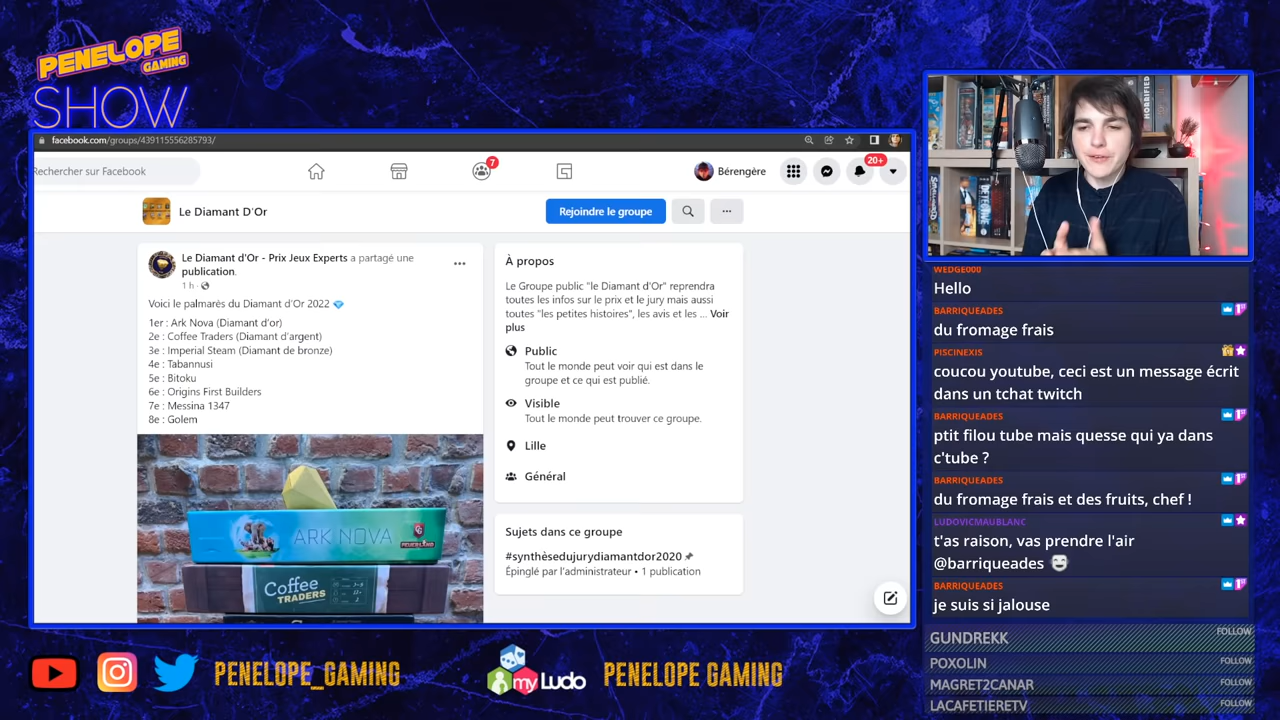 PENELOPE
GAMING
SHOW
facebook.com/groups/439115556285793/
Rechercher sur Facebook
7
Bérengère
20+
Le Diamant D'Or
Rejoindre le groupe
Le Diamant d'Or - Prix Jeux Experts a partagé une
publication.
1 h ·
Voici le palmarès du Diamant d'Or 2022 💎
1er : Ark Nova (Diamant d'or)
2e : Coffee Traders (Diamant d'argent)
3e : Imperial Steam (Diamant de bronze)
4e : Tabannusi
5e : Bitoku
6e : Origins First Builders
7e : Messina 1347
8e : Golem
ARK NOVA
Coffee
TRADERS
À propos
Le Groupe public "le Diamant d'Or" reprendra
toutes les infos sur le prix et le jury mais aussi
toutes "les petites histoires", les avis et les ... Voir
plus
Public
Tout le monde peut voir qui est dans le
groupe et ce qui est publié.
Visible
Tout le monde peut trouver ce groupe.
Lille
Général
Sujets dans ce groupe
#synthèsedujurydiamantdor2020
Épinglé par l'administrateur • 1 publication
HORRIFIED
DETECTIVE
WEDGE000
Hello
BARRIQUEADES
du fromage frais
PISCINEXIS
coucou youtube, ceci est un message écrit
dans un tchat twitch
BARRIQUEADES
ptit filou tube mais quesse qui ya dans
c'tube ?
BARRIQUEADES
du fromage frais et des fruits, chef !
LUDOVICMAUBLANC
t'as raison, vas prendre l'air
@barriqueades
BARRIQUEADES
je suis si jalouse
GUNDREKK FOLLOW
POXOLIN FOLLOW
MAGRET2CANAR FOLLOW
LACAFETIERETV FOLLOW
PENELOPE_GAMING
myLudo
PENELOPE GAMING